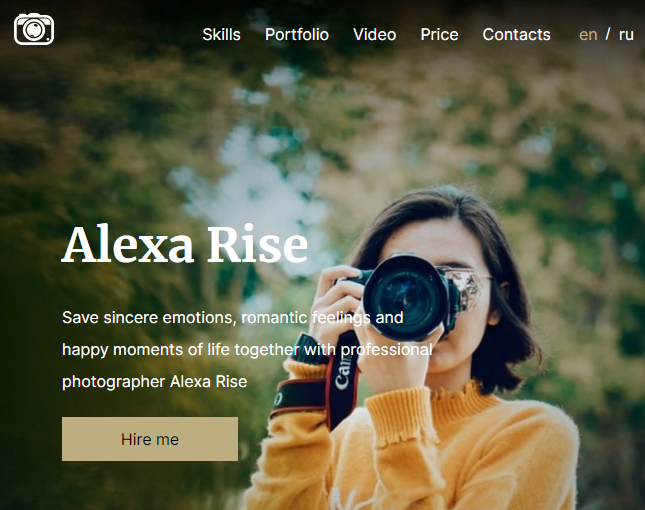 Skills Portfolio Video Price Contacts en / ru
Alexa Rise
Save sincere emotions, romantic feelings and
happy moments of life together with professional
photographer Alexa Rise
Hire me